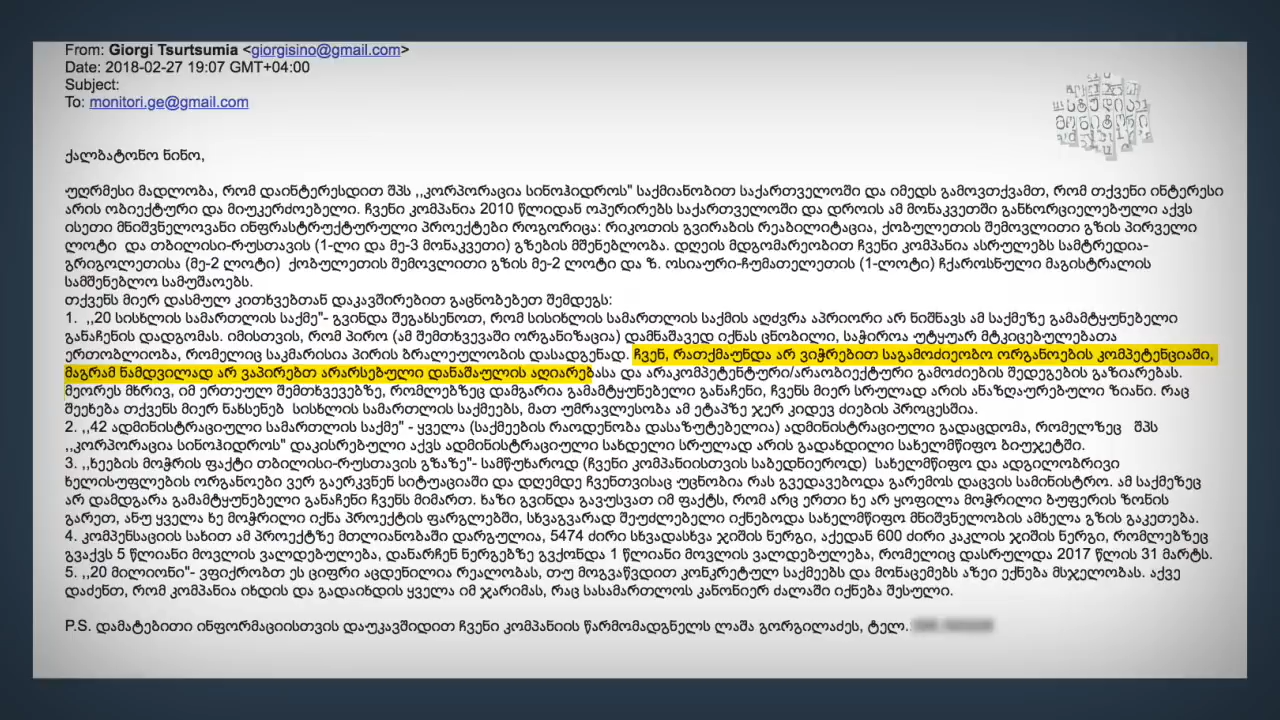 From: Giorgi Tsurtsumia <giorgisino@gmail.com>
Date: 2018-02-27 19:07 GMT+04:00
Subject:
To: monitori.ge@gmail.com
სტუდია
მონიტორი
ქალბატონო ნინო,
უღრმესი მადლობა, რომ დაინტერესდით შპს ,,კორპორაცია სინოჰიდროს" საქმიანობით საქართველოში და იმედს გამოვთქვამთ, რომ თქვენი ინტერესი
არის ობიექტური და მიუკერძოებელი. ჩვენი კომპანია 2010 წლიდან ოპერირებს საქართველოში და დროის ამ მონაკვეთში განხორციელებული აქვს
ისეთი მნიშვნელოვანი ინფრასტრუქტურული პროექტები როგორიცა: რიკოთის გვირაბის რეაბილიტაცია, ქობულეთის შემოვლითი გზის პირველი
ლოტი და თბილისი-რუსთავის (1-ლი და მე-3 მონაკვეთი) გზების მშენებლობა. დღეის მდგომარეობით ჩვენი კომპანია ასრულებს სამტრედია-
გრიგოლეთისა (მე-2 ლოტი) ქობულეთის შემოვლითი გზის მე-2 ლოტი და ზ. ოსიაური-ჩუმათელეთის (1-ლოტი) ჩქაროსნული მაგისტრალის
სამშენებლო სამუშაოებს.
თქვენს მიერ დასმულ კითხვებთან დაკავშირებით გაცნობებეთ შემდეგს:
1. ,,20 სისხლის სამართლის საქმე"- გვინდა შეგახსენოთ, რომ სისიხლის სამართლის საქმის აღძვრა აპრიორი არ ნიშნავს ამ საქმეზე გამამტყუნებელი
განაჩენის დადგომას. იმისთვის, რომ პირო (ამ შემთხვევაში ორგანიზაცია) დამნაშავედ იქნას ცნობილი, საჭიროა უტყუარ მტკიცებულებათა
ერთობლიობა, რომელიც საკმარისია პირის ბრალეულობის დასადგენად. ჩვენ, რათქმაუნდა არ ვიჭრებით საგამოძიეობო ორგანოების კომპეტენციაში,
მაგრამ ნამდვილად არ ვაპირებთ არარსებული დანაშაულის აღიარებასა და არაკომპეტენტური/არაობიექტური გამოძიების შედეგების გაზიარებას.
მეორეს მხრივ, იმ ერთეულ შემთხვევებზე, რომლებზეც დამგარია გამამტყუნებელი განაჩენი, ჩვენს მიერ სრულად არის ანაზღაურებული ზიანი. რაც
შეეხება თქვენს მიერ ნახსენებ სისხლის სამართლის საქმეებს, მათ უმრავლესობა ამ ეტაპზე ჯერ კიდევ ძიების პროცესშია.
2. ,,42 ადმინისტრაციული სამართლის საქმე" - ყველა (საქმეების რაოდენობა დასაზუტებელია) ადმინისტრაციული გადაცდომა, რომელზეც შპს
,,კორპორაცია სინოჰიდროს" დაკისრებული აქვს ადმინისტრაციული სახდელი სრულად არის გადახდილი სახელმწიფო ბიუჯეტში.
3. ,,ხეების მოჭრის ფაქტი თბილისი-რუსთავის გზაზე"- სამწუხაროდ (ჩვენი კომპანიისთვის საბედნიეროდ) სახელმწიფო და ადგილობრივი
ხელისუფლების ორგანოები ვერ გაერკვნენ სიტუაციაში და დღემდე ჩვენთვისაც უცნობია რას გვედავებოდა გარემოს დაცვის სამინისტრო. ამ საქმეზეც
არ დამდგარა გამამტყუნებელი განაჩენი ჩვენს მიმართ. ხაზი გვინდა გავუსვათ იმ ფაქტს, რომ არც ერთი ხე არ ყოფილა მოჭრილი ბუფერის ზონის
გარეთ, ანუ ყველა ხე მოჭრილი იქნა პროექტის ფარგლებში, სხვაგვარად შეუძლებელი იქნებოდა სახელმწიფო მნიშვნელობის ამხელა გზის გაკეთება.
4. კომპენსაციის სახით ამ პროექტზე მთლიანობაში დარგულია, 5474 ძირი სხვადასხვა ჯიშის ნერგი, აქედან 600 ძირი კაკლის ჯიშის ნერგი, რომლებზეც
გვაქვს 5 წლიანი მოვლის ვალდებულება, დანარჩენ ნერგებზე გვქონდა 1 წლიანი მოვლის ვალდებულება, რომელიც დასრულდა 2017 წლის 31 მარტს.
5. ,,20 მილიონი"- ვფიქრობთ ეს ციფრი აცდენილია რეალობას, თუ მოგვაწვდით კონკრეტულ საქმეებს და მონაცემებს აზეი ექნება მსჯელობას. აქვე
დაძენთ, რომ კომპანია იხდის და გადაიხდის ყველა იმ ჯარიმას, რაც სასამართლოს კანონიერ ძალაში იქნება შესული.
P.S. დამატებითი ინფორმაციისთვის დაუკავშიდით ჩვენი კომპანიის წარმომადგნელს ლაშა გორგილაძეს, ტელ.